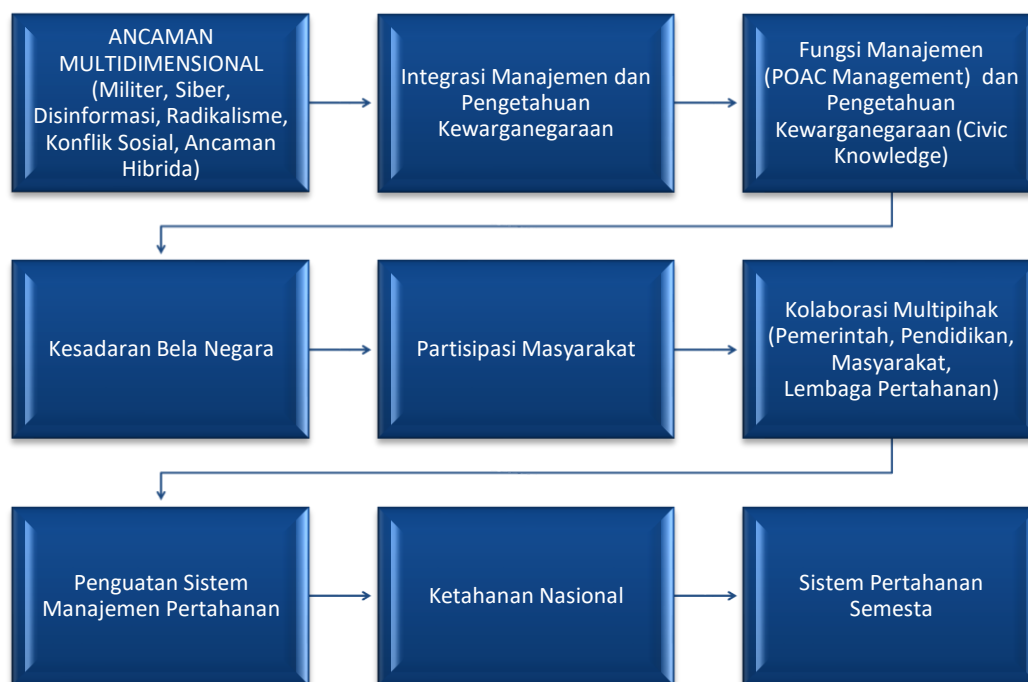 ANCAMAN
MULTIDIMENSIONAL
(Militer, Siber,
Disinformasi, Radikalisme,
Konflik Sosial, Ancaman
Hibrida)
Integrasi Manajemen dan
Pengetahuan
Kewarganegaraan
Fungsi Manajemen
(POAC Management) dan
Pengetahuan
Kewarganegaraan (Civic
Knowledge)
Kesadaran Bela Negara
Partisipasi Masyarakat
Kolaborasi Multipihak
(Pemerintah, Pendidikan,
Masyarakat,
Lembaga Pertahanan)
Penguatan Sistem
Manajemen Pertahanan
Ketahanan Nasional
Sistem Pertahanan
Semesta